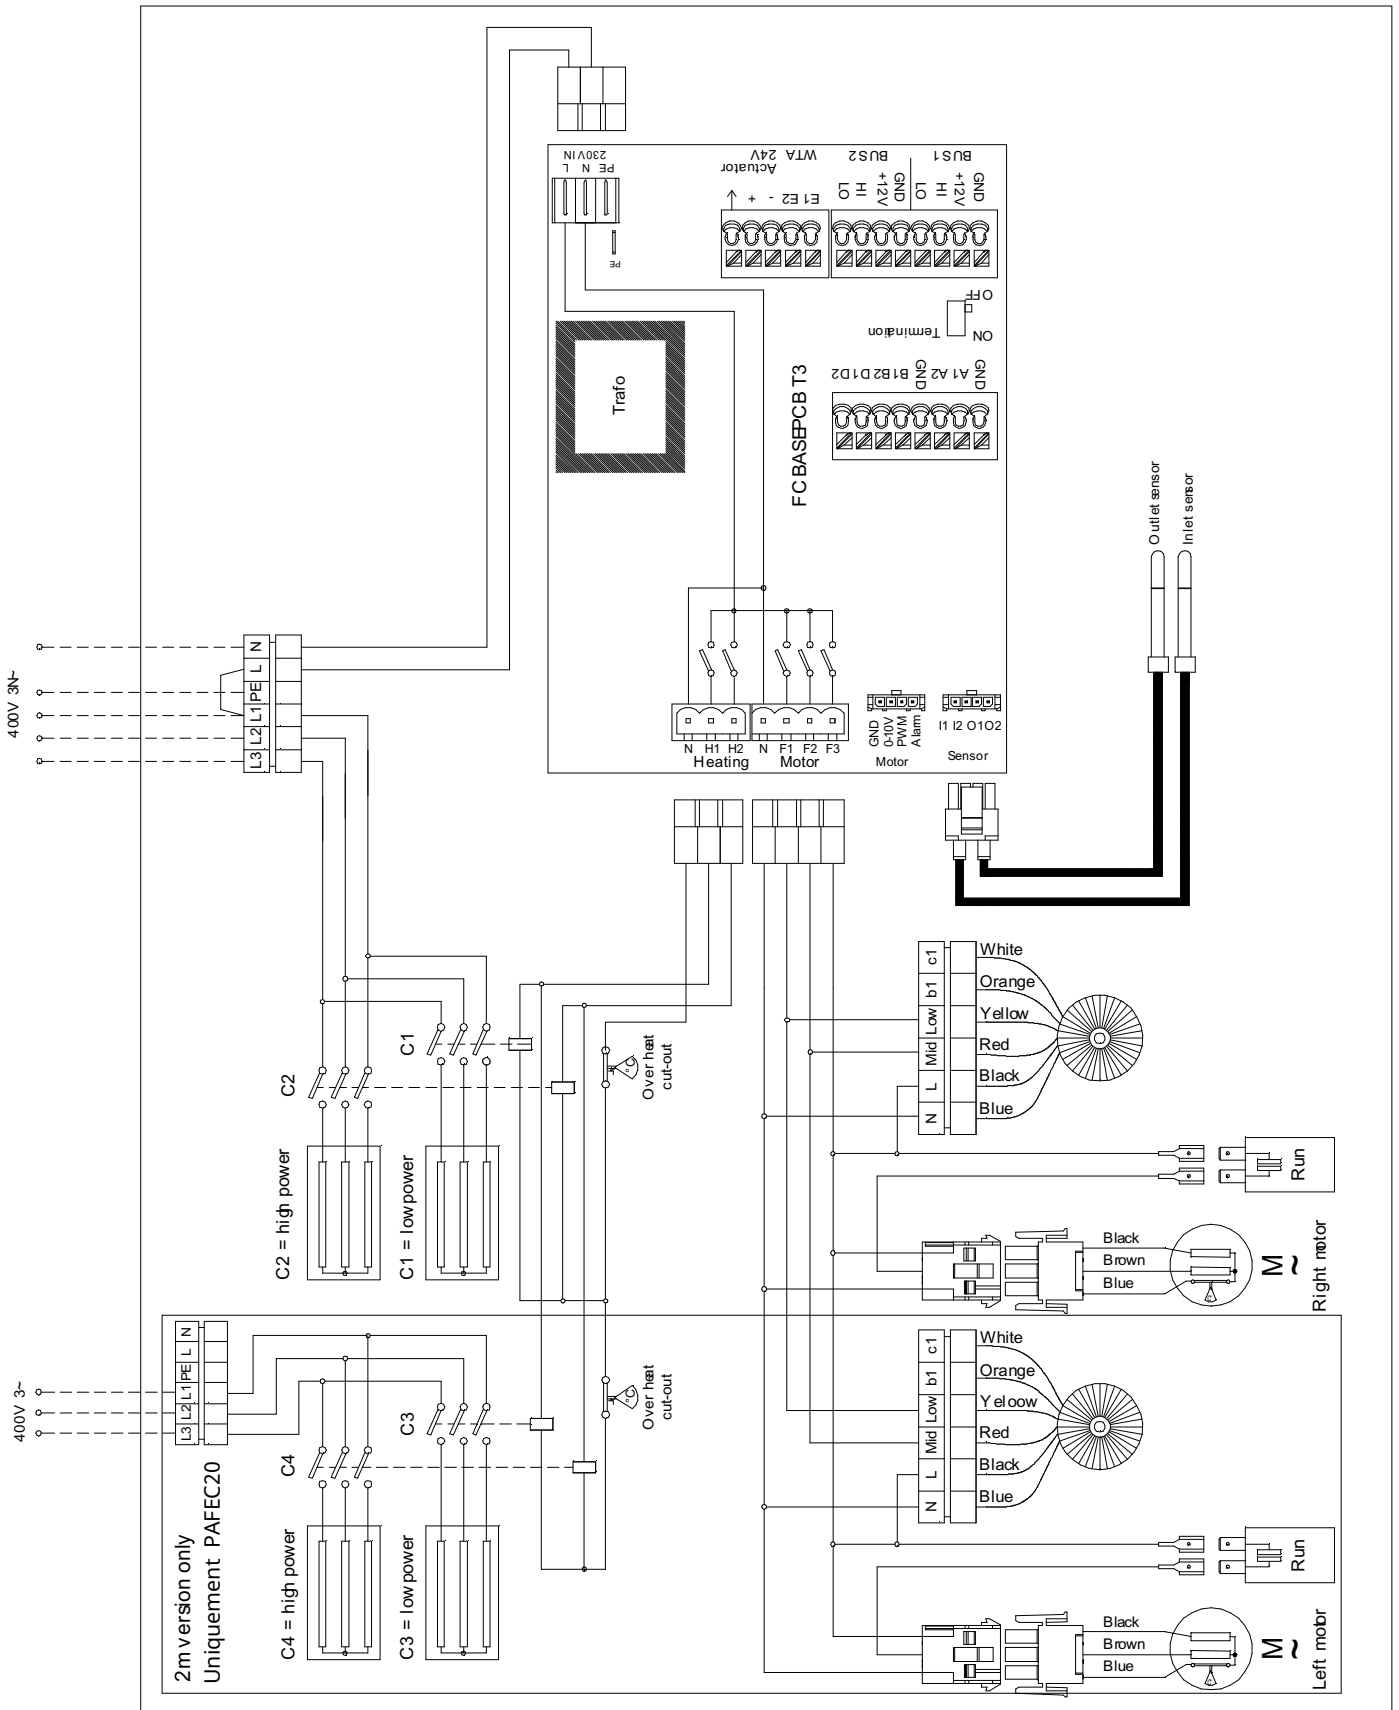 230V IN
L N PE
PE
WTA 24V
Actuator
+ - E1 E2
BUS2
BUS1
LO
HI
+12V
GND
LO
HI
+12V
GND
OFF
ON
Termination
D2 D1 B2 B1 GND A2 A1 GND
Trafo
FC BASEPCB T3
Outlet sensor
Inlet sensor
400V 3N~
N
L
PE
L1
L2
L3
N H1 H2
Heating
N F1 F2 F3
Motor
GND
0-10V
PWM
Alarm
Motor
I1 I2 O1 O2
Sensor
C1
C2
C2 = high power
C1 = low power
Over heat
cut-out
c1 White
b1 Orange
Low Yellow
Mid Red
L Black
N Blue
Run
Black
Brown
Blue
M
~
Right motor
400V 3~
N
L
PE
L1
L2
L3
2m version only
Uniquement PAFEC20
C3
C4
C4 = high power
C3 = low power
Over heat
cut-out
c1 White
b1 Orange
Low Yeloow
Mid Red
L Black
N Blue
Run
Black
Brown
Blue
M
~
Left motor